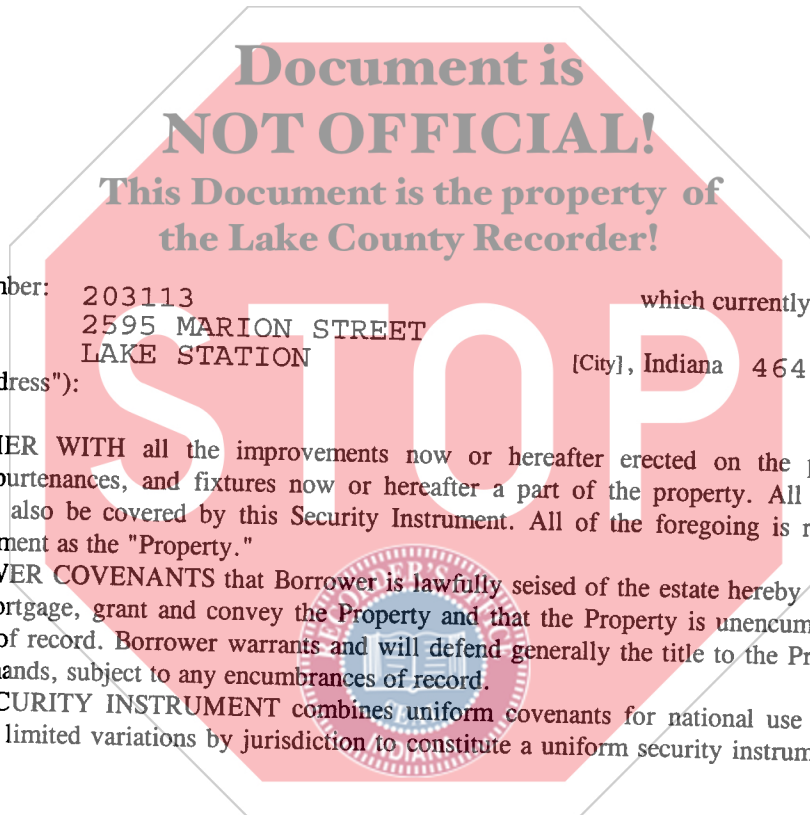 Document is
NOT OFFICIAL!
This Document is the property of
the Lake County Recorder!
nber: 203113 which currently
2595 MARION STREET
LAKE STATION [City], Indiana 464
dress"):
STOP
IER WITH all the improvements now or hereafter erected on the p
purtenances, and fixtures now or hereafter a part of the property. All
also be covered by this Security Instrument. All of the foregoing is r
ment as the "Property."
VER COVENANTS that Borrower is lawfully seised of the estate hereby
ortgage, grant and convey the Property and that the Property is unencum
of record. Borrower warrants and will defend generally the title to the Pr
ands, subject to any encumbrances of record.
CURITY INSTRUMENT combines uniform covenants for national use
limited variations by jurisdiction to constitute a uniform security instrum
RECORDER'S OFFICE
INDIANA